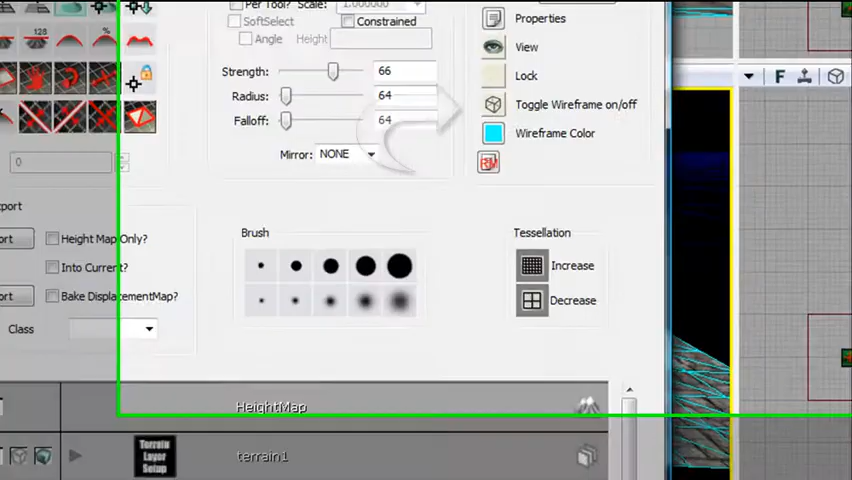 Per Tool? Scale: 1.000000
SoftSelect Constrained
Angle Height
Properties
View
Lock
Toggle Wireframe on/off
Wireframe Color
128
%
Strength: 66
Radius: 64
Falloff: 64
Mirror: NONE
F
0
RM
port
Height Map Only?
Into Current?
Bake DisplacementMap?
Class
Brush
Tessellation
Increase
Decrease
HeightMap
Terrain
Layer
Setup
terrain1